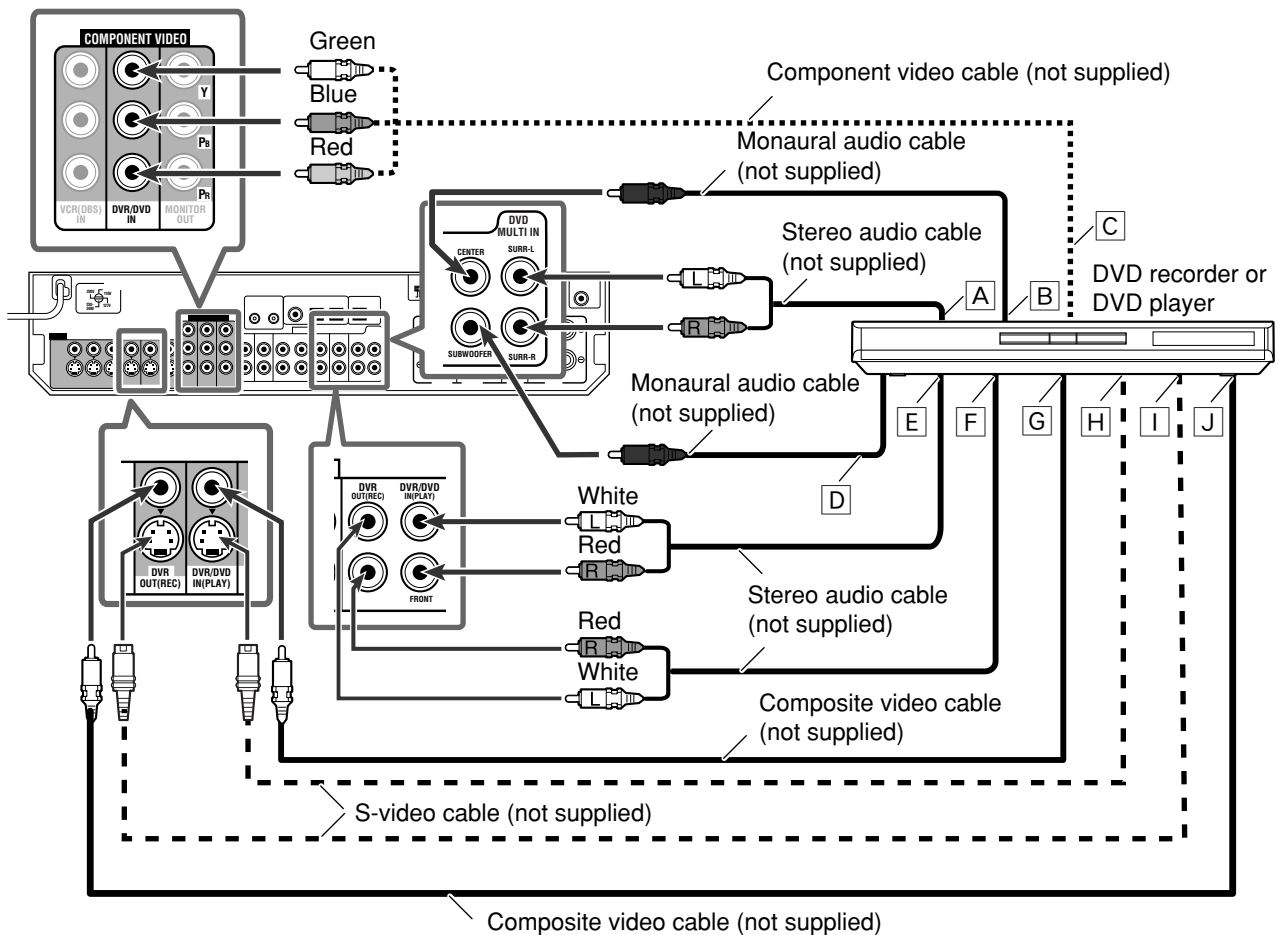 COMPONENT VIDEO
Y
PB
PR
VCR(DBS)
IN
DVR/DVD
IN
MONITOR
OUT
Green
Blue
Red
Component video cable (not supplied)
Monaural audio cable
(not supplied)
DVD
MULTI IN
CENTER
SURR-L
SUBWOOFER
SURR-R
L
R
Stereo audio cable
(not supplied)
C
A
B
DVD recorder or
DVD player
Monaural audio cable
(not supplied)
D
E
F
G
H
I
J
DVR
OUT(REC)
DVR/DVD
IN(PLAY)
DVR
OUT(REC)
DVR/DVD
IN(PLAY)
FRONT
White
L
Red
R
Stereo audio cable
(not supplied)
Red
R
White
L
Composite video cable
(not supplied)
S-video cable (not supplied)
Composite video cable (not supplied)